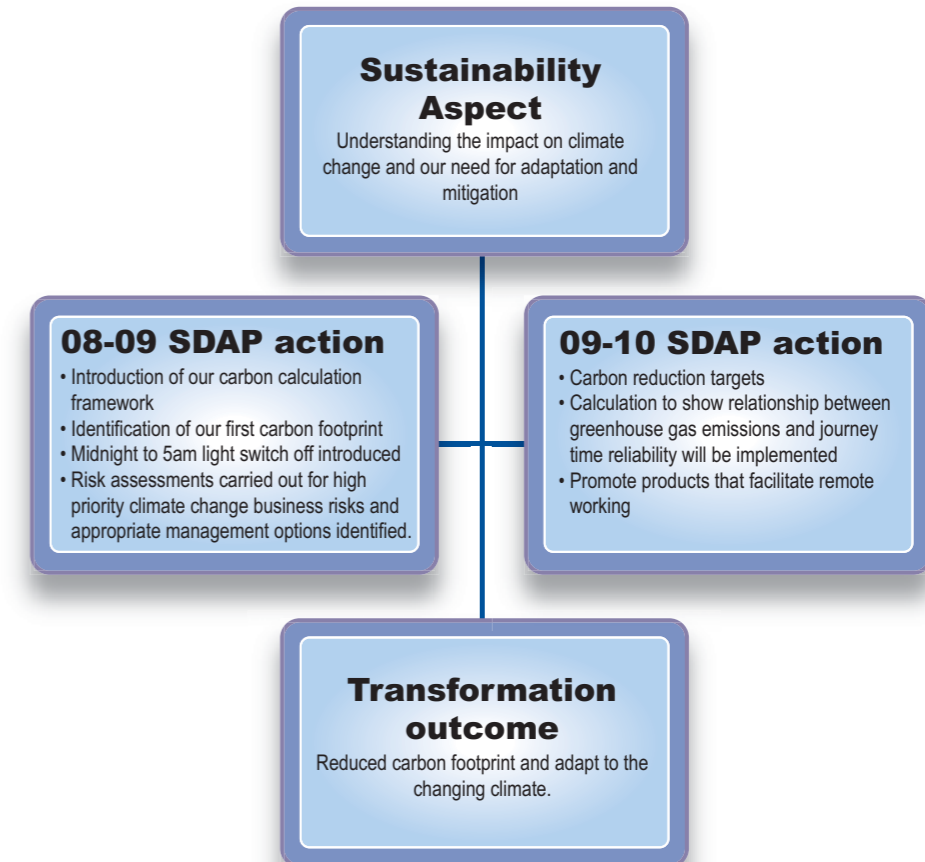 Sustainability
Aspect
Understanding the impact on climate
change and our need for adaptation and
mitigation
08-09 SDAP action
• Introduction of our carbon calculation
framework
• Identification of our first carbon footprint
• Midnight to 5am light switch off introduced
• Risk assessments carried out for high
priority climate change business risks and
appropriate management options identified.
09-10 SDAP action
• Carbon reduction targets
• Calculation to show relationship between
greenhouse gas emissions and journey
time reliability will be implemented
• Promote products that facilitate remote
working
Transformation
outcome
Reduced carbon footprint and adapt to the
changing climate.